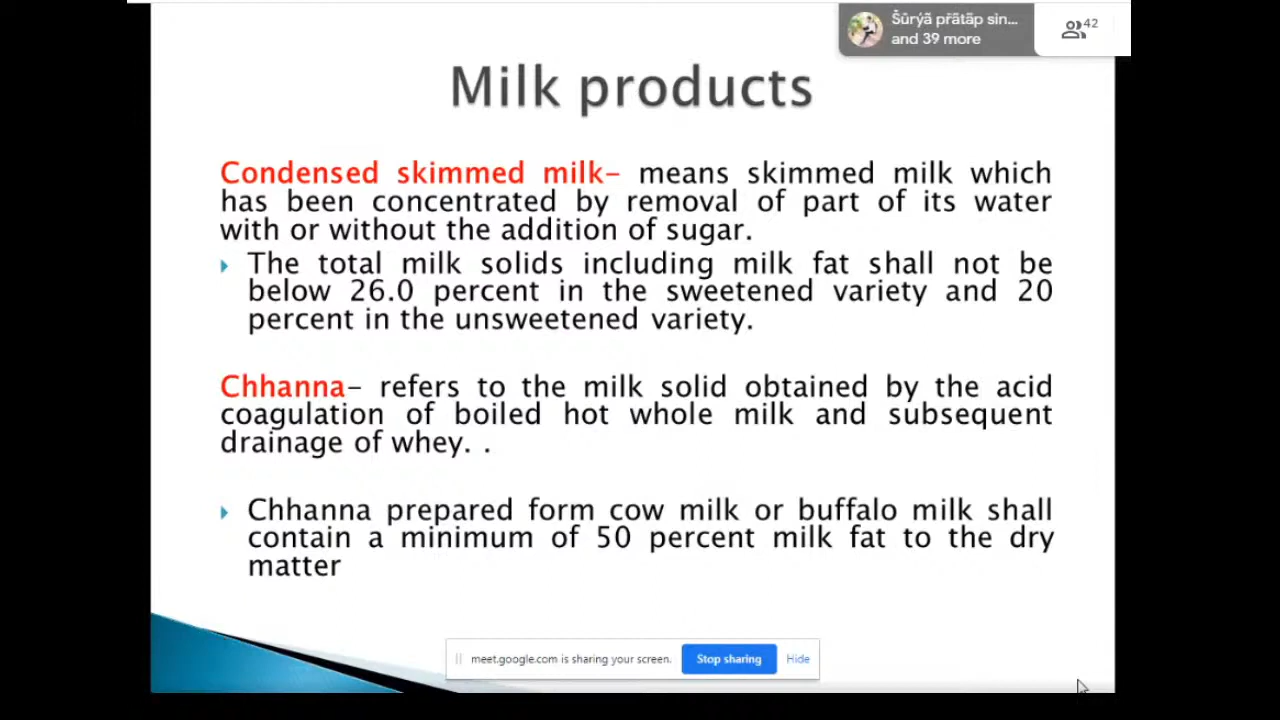 Šūrýã přãtãp sin...
and 39 more
42
Milk products
Condensed skimmed milk- means skimmed milk which
has been concentrated by removal of part of its water
with or without the addition of sugar.
The total milk solids including milk fat shall not be
below 26.0 percent in the sweetened variety and 20
percent in the unsweetened variety.
Chhanna- refers to the milk solid obtained by the acid
coagulation of boiled hot whole milk and subsequent
drainage of whey. .
Chhanna prepared form cow milk or buffalo milk shall
contain a minimum of 50 percent milk fat to the dry
matter
meet.google.com is sharing your screen.
Stop sharing
Hide